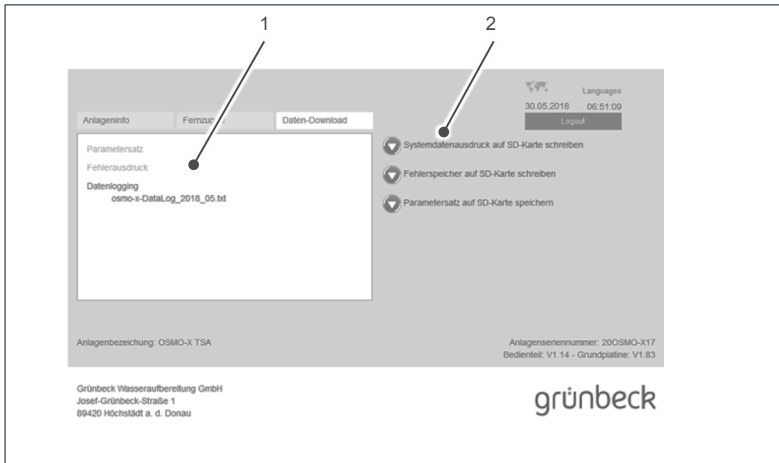 1
2
Languages
30.05.2018 06:51:09
Logout
Anlageninfo
Daten-Download
Parametersatz
Fehlerausdruck
Datenlogging
osmo-x-DataLog_2018_05.txt
Systemdatenausdruck auf SD-Karte schreiben
Fehlerspeicher auf SD-Karte schreiben
Parametersatz auf SD-Karte speichern
Anlagenbezeichung: OSMO-X TSA
Anlagenseriennummer: 20OSMO-X17
Bedienteil: V1.14 - Grundplatine: V1.83
Grünbeck Wasseraufbereitung GmbH
Josef-Grünbeck-Straße 1
89420 Höchstädt a. d. Donau
grünbeck